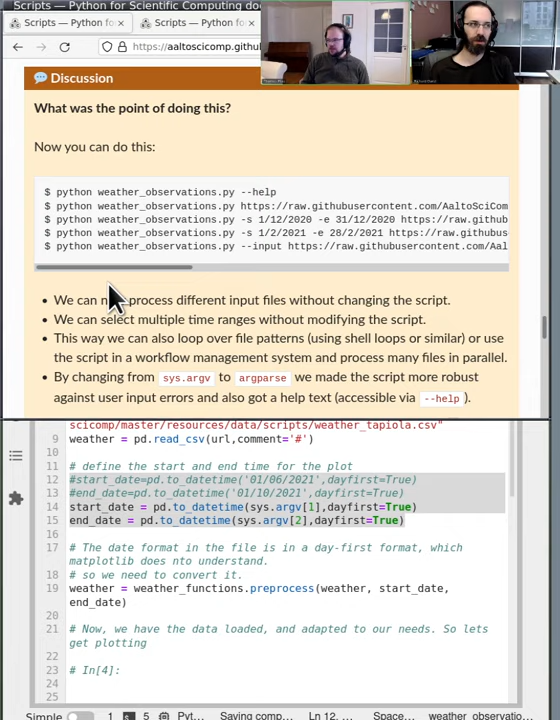 Scripts — Python for Scientific Computing do
Scripts — Python for ×
Scripts — Python for
https://aaltoscicomp.githu
Discussion
What was the point of doing this?
Now you can do this:
$ python weather_observations.py --help
$ python weather_observations.py https://raw.githubusercontent.com/AaltoSciCom
$ python weather_observations.py -s 1/12/2020 -e 31/12/2020 https://raw.github
$ python weather_observations.py -s 1/2/2021 -e 28/2/2021 https://raw.githubus
$ python weather_observations.py --input https://raw.githubusercontent.com/Aal
• We can n process different input files without changing the script.
• We can select multiple time ranges without modifying the script.
• This way we can also loop over file patterns (using shell loops or similar) or use
the script in a workflow management system and process many files in parallel.
• By changing from sys.argv to argparse we made the script more robust
against user input errors and also got a help text (accessible via --help ).
scicomp/master/resources/data/scripts/weather_tapiola.csv"
9 weather = pd.read_csv(url,comment='#')
10
11 # define the start and end time for the plot
12 #start_date=pd.to_datetime('01/06/2021',dayfirst=True)
13 #end_date=pd.to_datetime('01/10/2021',dayfirst=True)
14 start_date = pd.to_datetime(sys.argv[1],dayfirst=True)
15 end_date = pd.to_datetime(sys.argv[2],dayfirst=True)
16
17 # The date format in the file is in a day-first format, which
matplotlib does nto understand.
18 # so we need to convert it.
19 weather = weather_functions.preprocess(weather, start_date,
end_date)
20
21 # Now, we have the data loaded, and adapted to our needs. So lets
get plotting
22
23 # In[4]:
24
25
Simple 1 5 Pyt… Saving comp… Ln 12, … Space… weather_observatio…